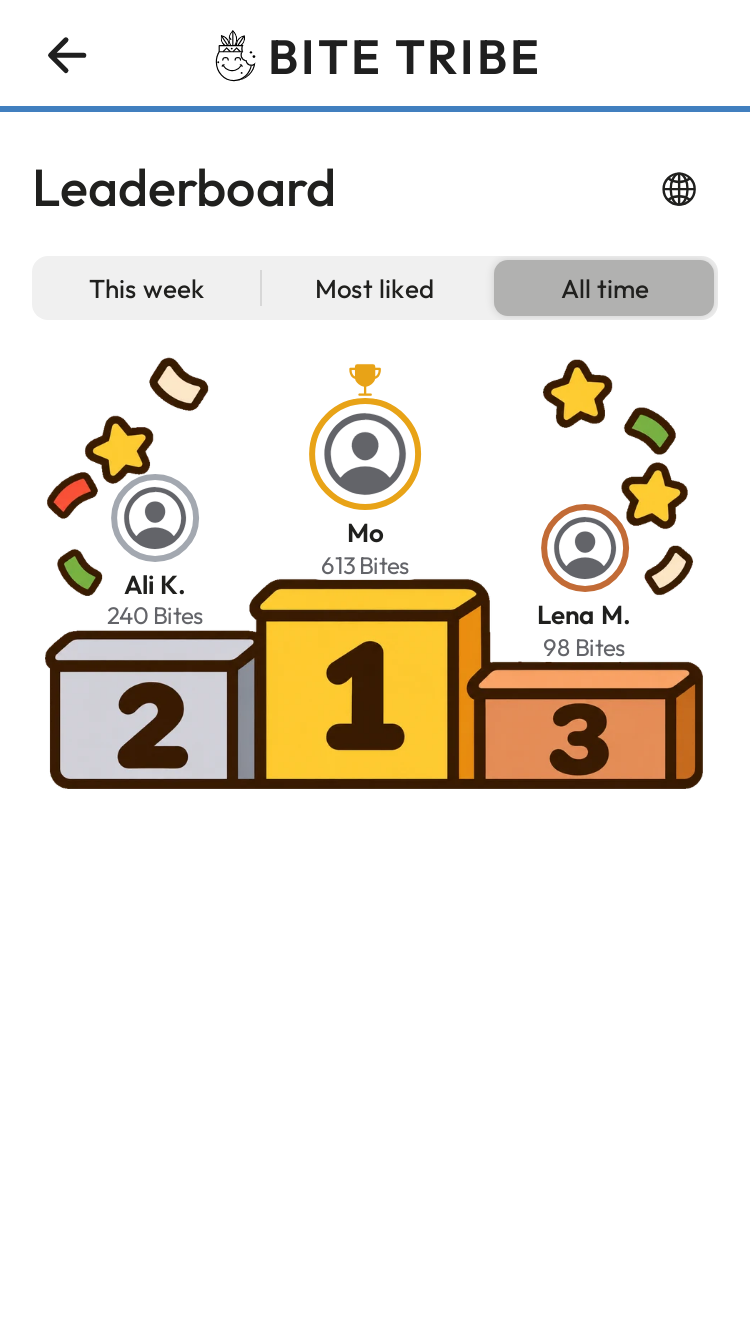 BITE TRIBE
Leaderboard
This week
Most liked
All time
Mo
613 Bites
Ali K.
240 Bites
Lena M.
98 Bites
1
2
3